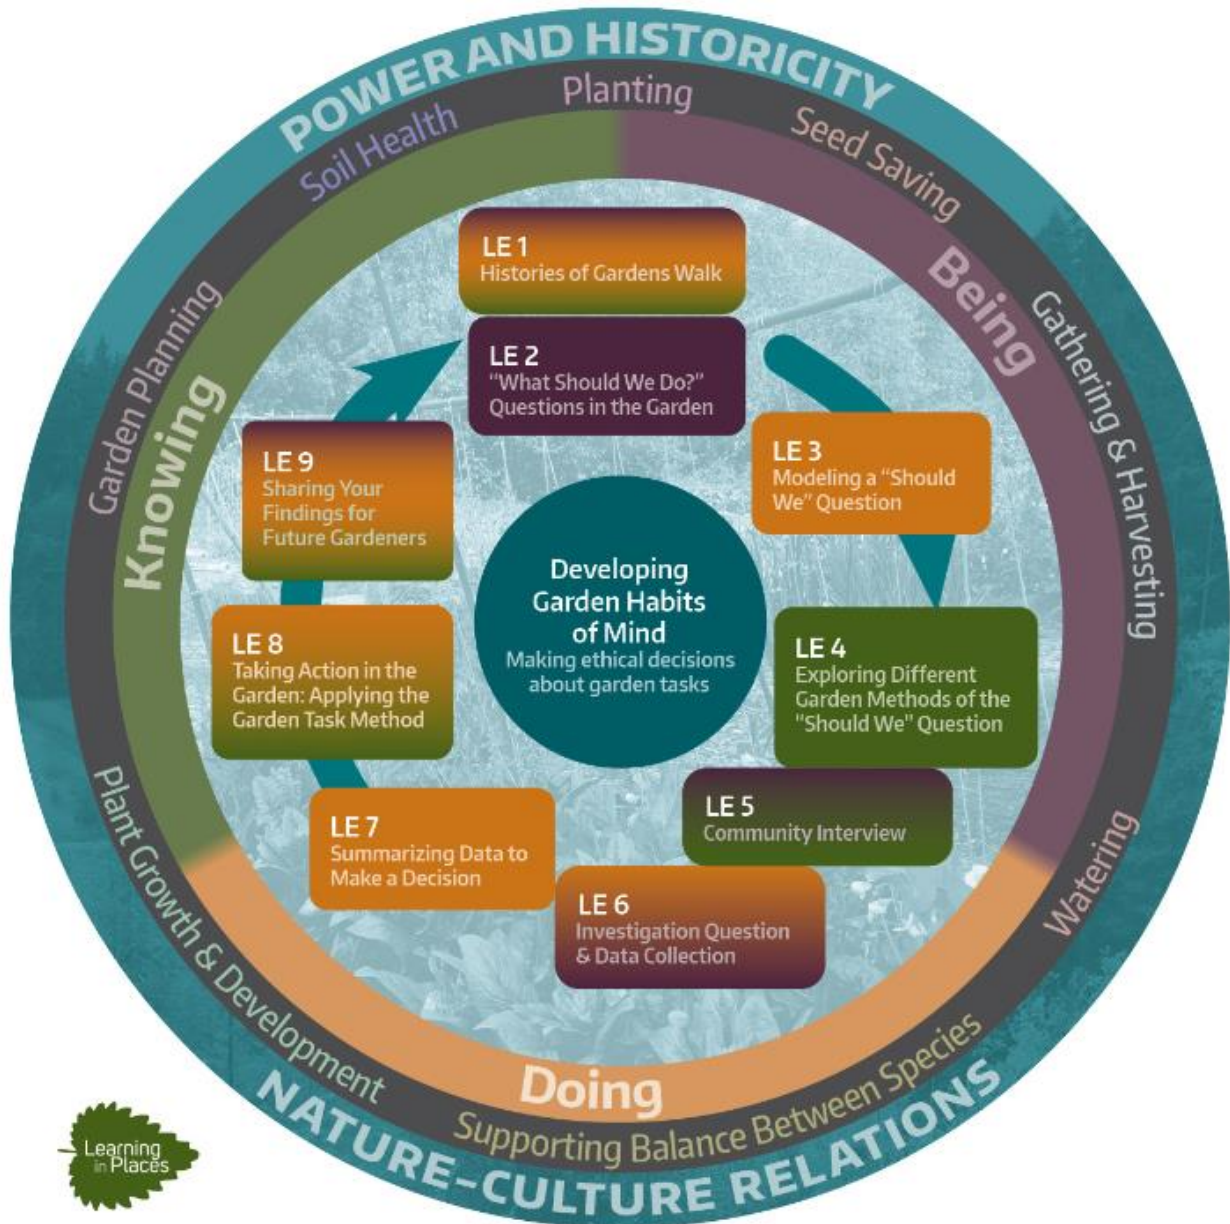 POWER AND HISTORICITY
Planting
Soil Health
Seed Saving
Garden Planning
Gathering & Harvesting
Knowing
Being
LE 1
Histories of Gardens Walk
LE 2
“What Should We Do?”
Questions in the Garden
LE 3
Modeling a “Should
We” Question
LE 4
Exploring Different
Garden Methods of the
"Should We" Question
LE 5
Community Interview
LE 6
Investigation Question
& Data Collection
LE 7
Summarizing Data to
Make a Decision
LE 8
Taking Action in the
Garden: Applying the
Garden Task Method
LE 9
Sharing Your
Findings for
Future Gardeners
Developing
Garden Habits
of Mind
Making ethical decisions
about garden tasks
Plant Growth & Development
Watering
Doing
Supporting Balance Between Species
NATURE–CULTURE RELATIONS
Learning
in Places